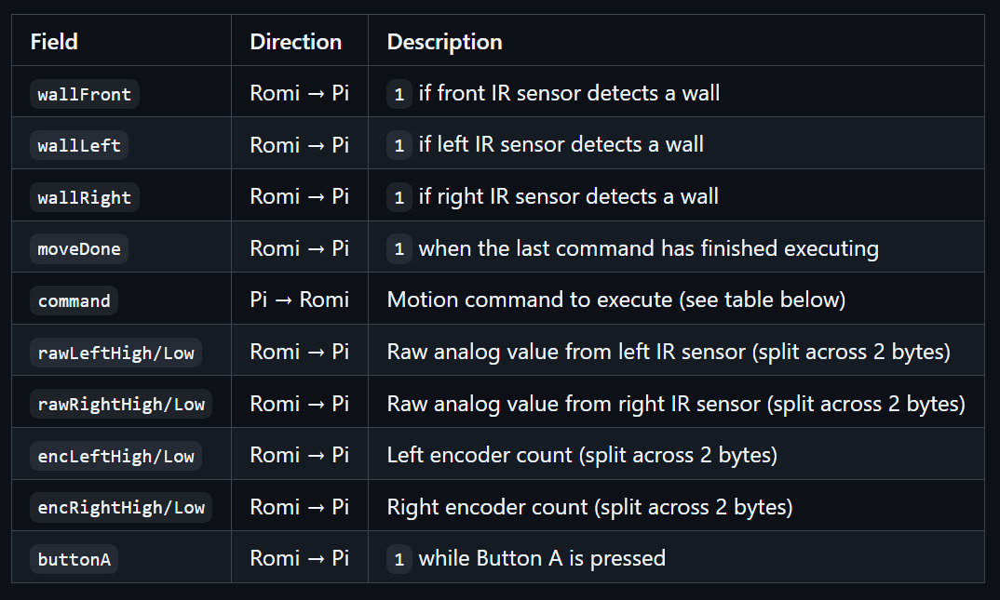 Field Direction Description
wallFront Romi → Pi 1 if front IR sensor detects a wall
wallLeft Romi → Pi 1 if left IR sensor detects a wall
wallRight Romi → Pi 1 if right IR sensor detects a wall
moveDone Romi → Pi 1 when the last command has finished executing
command Pi → Romi Motion command to execute (see table below)
rawLeftHigh/Low Romi → Pi Raw analog value from left IR sensor (split across 2 bytes)
rawRightHigh/Low Romi → Pi Raw analog value from right IR sensor (split across 2 bytes)
encLeftHigh/Low Romi → Pi Left encoder count (split across 2 bytes)
encRightHigh/Low Romi → Pi Right encoder count (split across 2 bytes)
buttonA Romi → Pi 1 while Button A is pressed